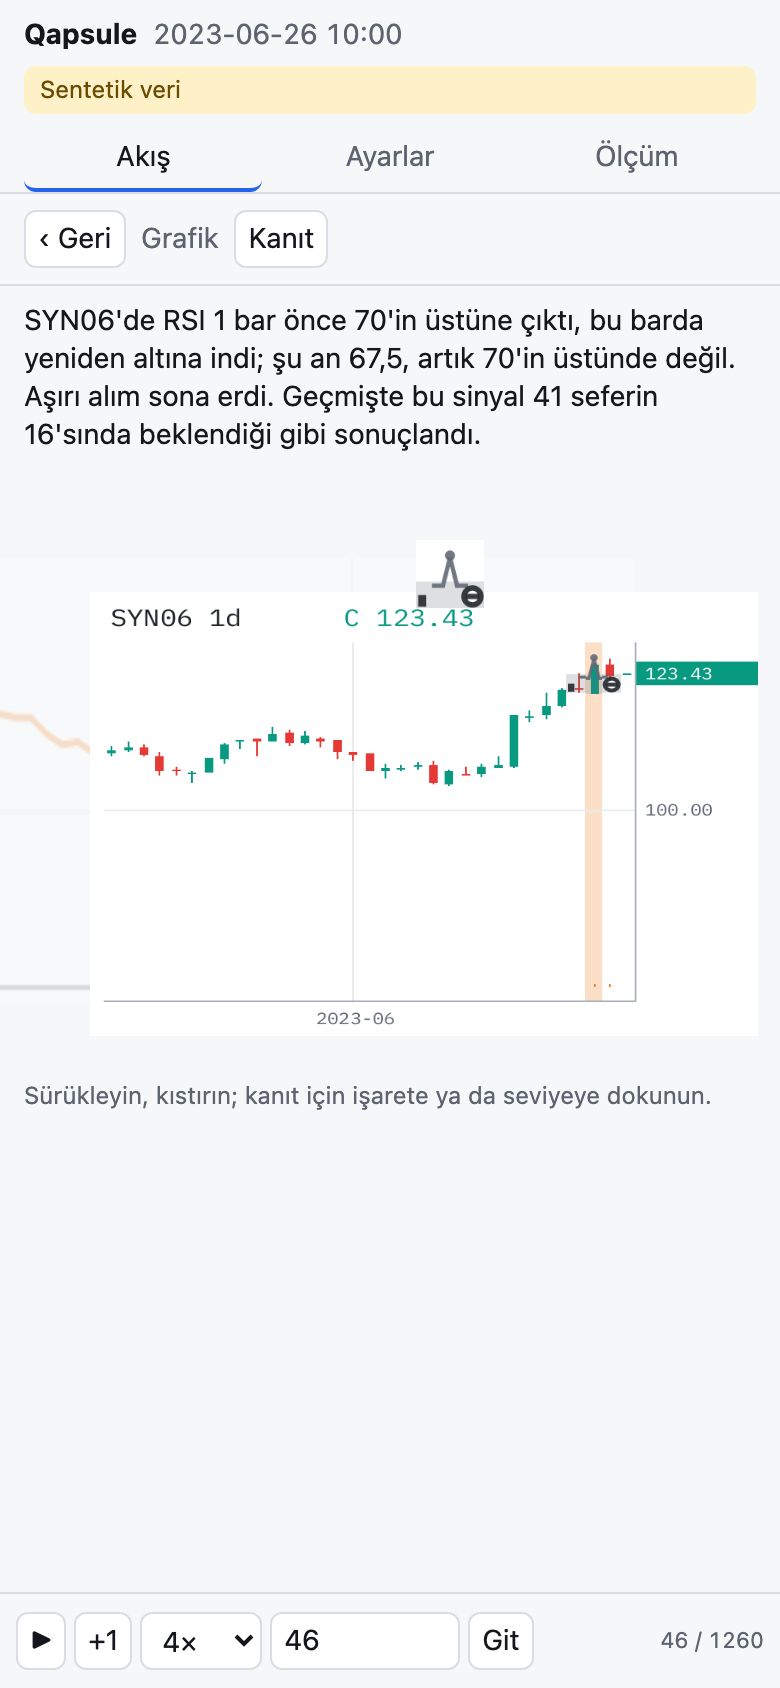 Qapsule 2023-06-26 10:00
Sentetik veri
Akış Ayarlar Ölçüm
‹ Geri Grafik Kanıt
SYN06'de RSI 1 bar önce 70'in üstüne çıktı, bu barda
yeniden altına indi; şu an 67,5, artık 70'in üstünde değil.
Aşırı alım sona erdi. Geçmişte bu sinyal 41 seferin
16'sında beklendiği gibi sonuçlandı.
SYN06 1d C 123.43
123.43
100.00
2023-06
Sürükleyin, kıstırın; kanıt için işarete ya da seviyeye dokunun.
+1 4× 46 Git 46 / 1260